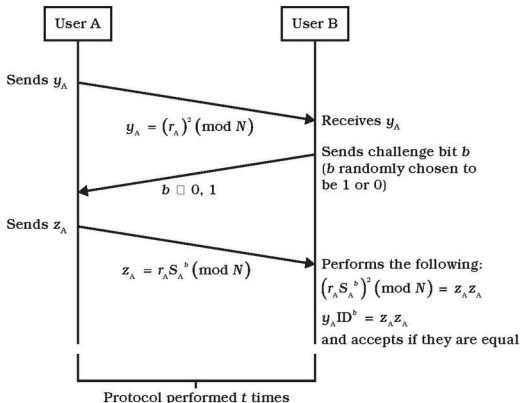 User A
User B
Sends y_A
y_A = (r_A)^2 (mod N)
Receives y_A
Sends challenge bit b
(b randomly chosen to
be 1 or 0)
b □ 0, 1
Sends z_A
z_A = r_A S_A^b (mod N)
Performs the following:
(r_A S_A^b)^2 (mod N) = z_A z_A
y_A ID^b = z_A z_A
and accepts if they are equal
Protocol performed t times